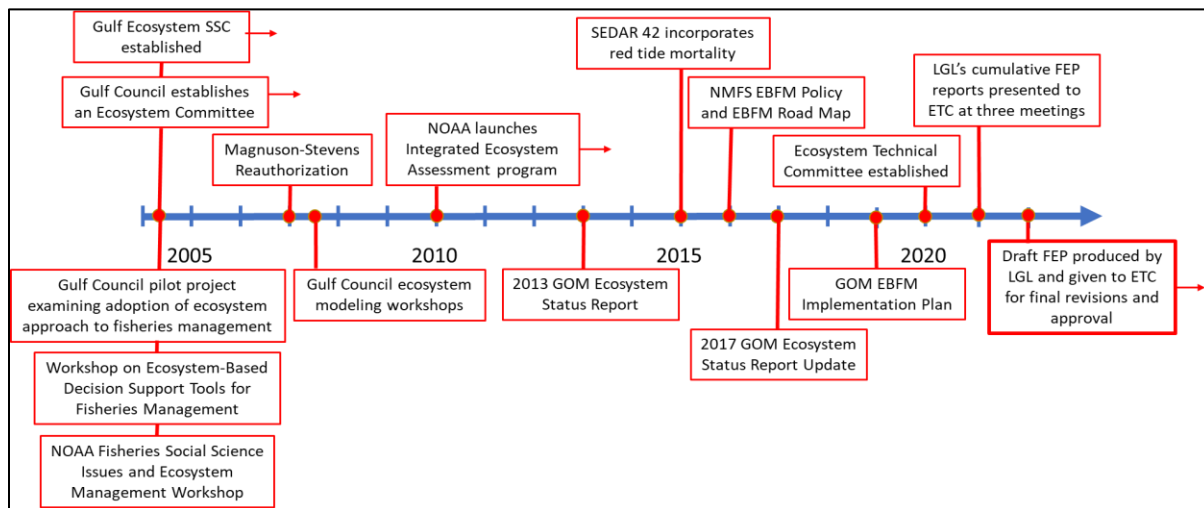 Gulf Ecosystem SSC
established
Gulf Council establishes
an Ecosystem Committee
Magnuson-Stevens
Reauthorization
NOAA launches
Integrated Ecosystem
Assessment program
SEDAR 42 incorporates
red tide mortality
NMFS EBFM Policy
and EBFM Road Map
Ecosystem Technical
Committee established
LGL's cumulative FEP
reports presented to
ETC at three meetings
2005
2010
2015
2020
Gulf Council pilot project
examining adoption of ecosystem
approach to fisheries management
Workshop on Ecosystem-Based
Decision Support Tools for
Fisheries Management
NOAA Fisheries Social Science
Issues and Ecosystem
Management Workshop
Gulf Council ecosystem
modeling workshops
2013 GOM Ecosystem
Status Report
2017 GOM Ecosystem
Status Report Update
GOM EBFM
Implementation Plan
Draft FEP produced by
LGL and given to ETC
for final revisions and
approval